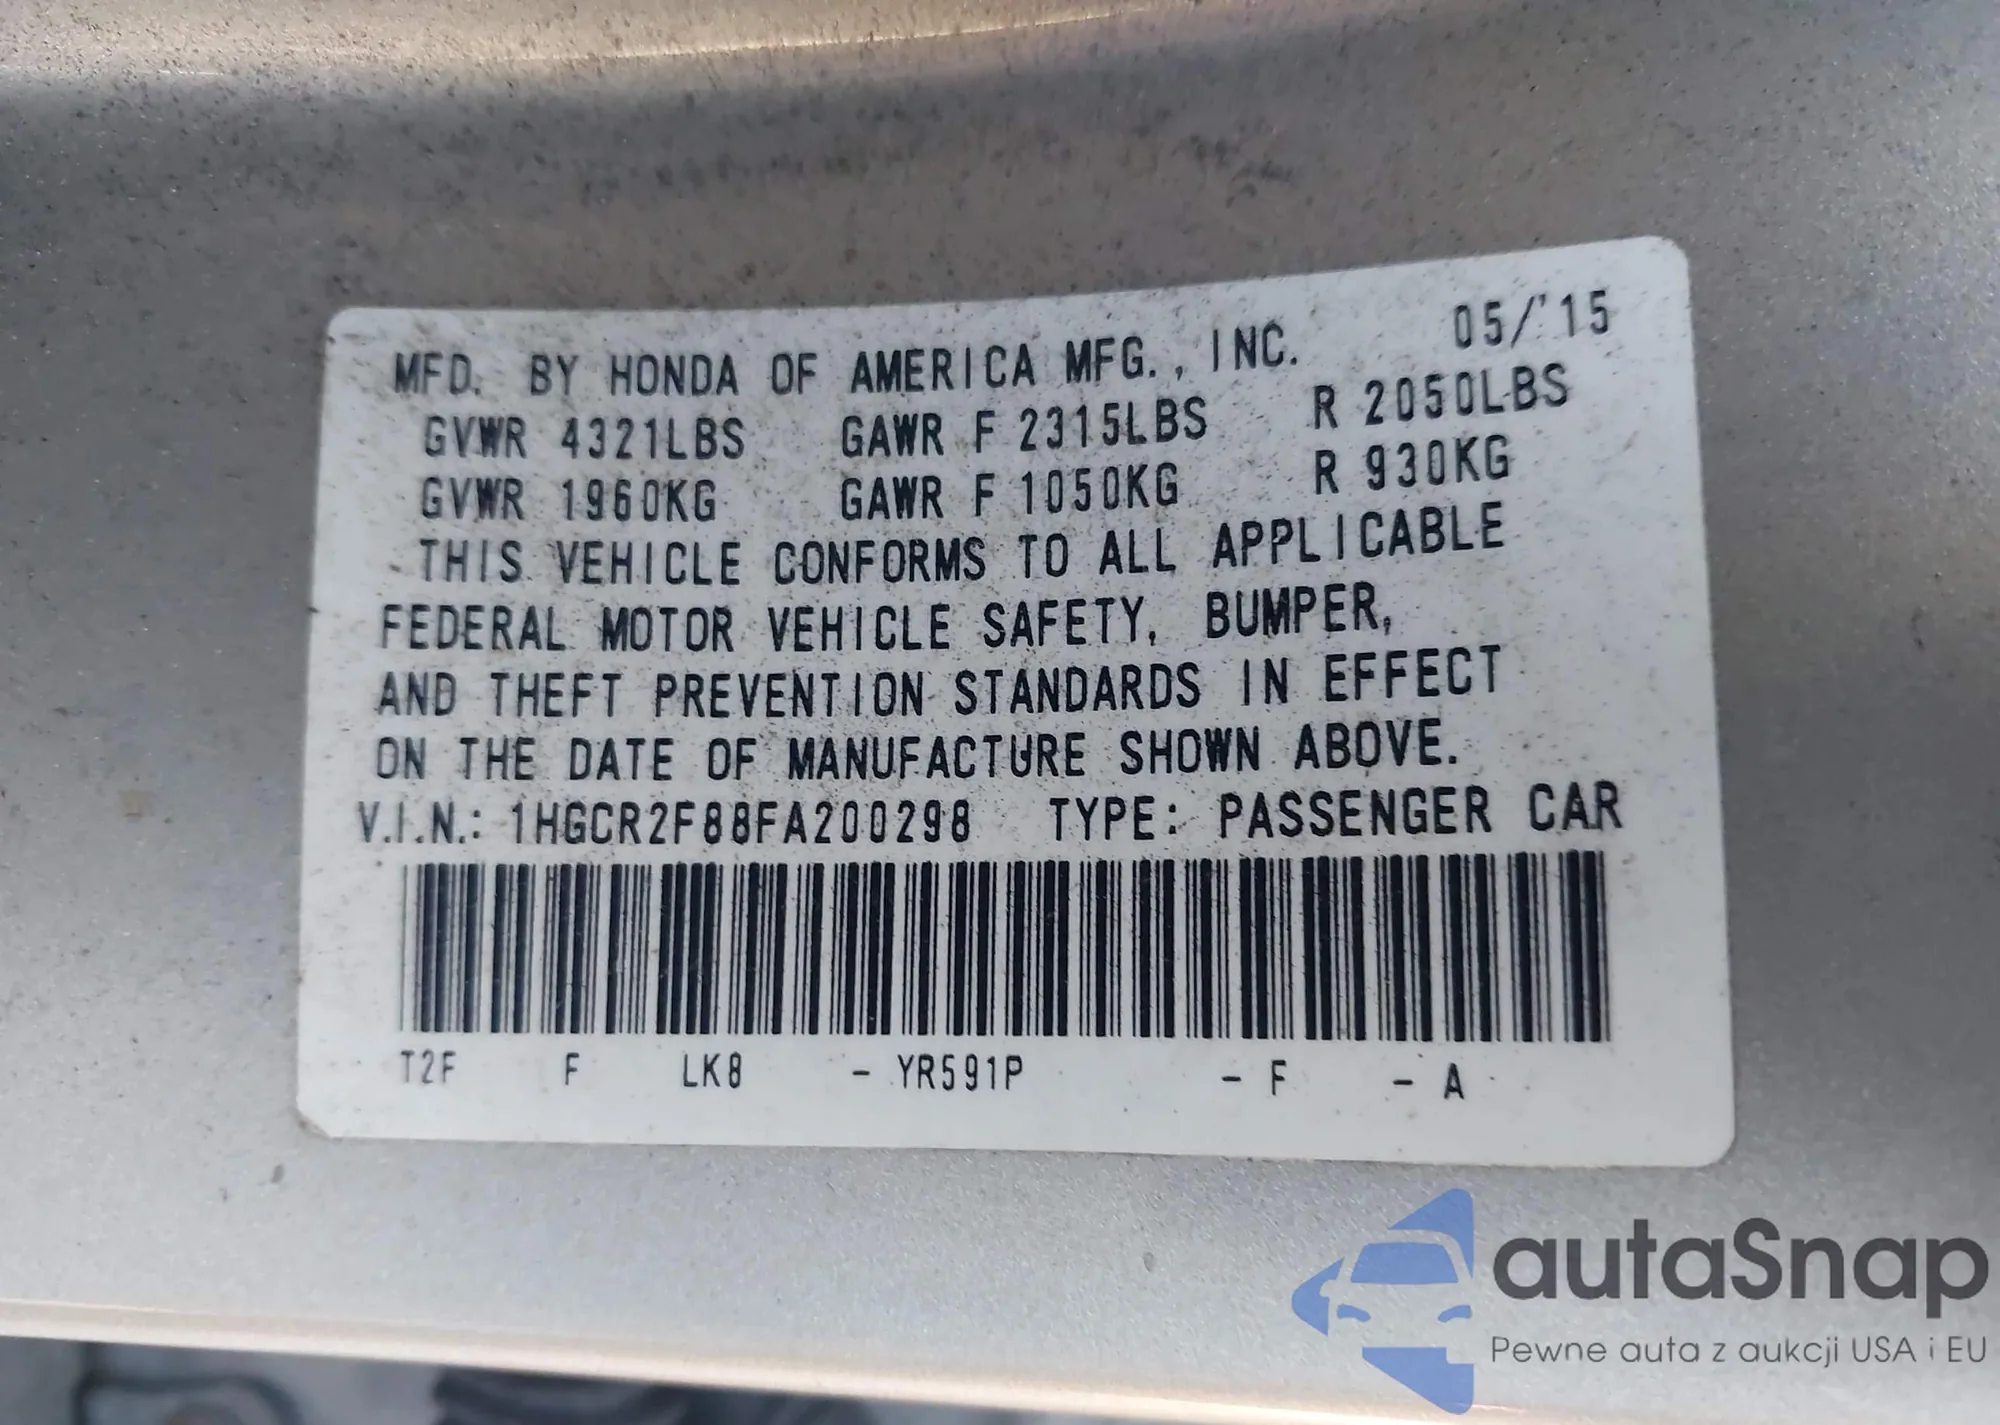 MFD. BY HONDA OF AMERICA MFG., INC. 05/'15
GVWR 4321LBS GAWR F 2315LBS R 2050LBS
GVWR 1960KG GAWR F 1050KG R 930KG
THIS VEHICLE CONFORMS TO ALL APPLICABLE
FEDERAL MOTOR VEHICLE SAFETY, BUMPER,
AND THEFT PREVENTION STANDARDS IN EFFECT
ON THE DATE OF MANUFACTURE SHOWN ABOVE.
V.I.N.: 1HGCR2F88FA200298 TYPE: PASSENGER CAR
T2F F LK8 - YR591P - F - A
autaSnap
Pewne auta z aukcji USA i EU